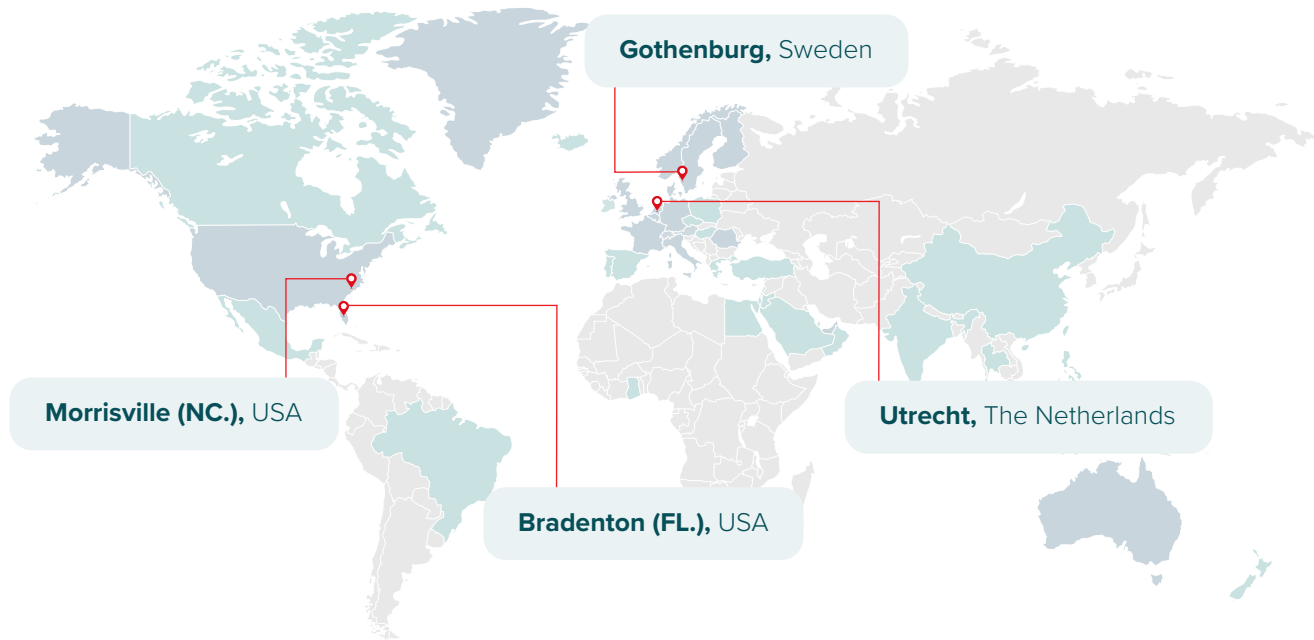 Gothenburg, Sweden
Morrisville (NC.), USA
Utrecht, The Netherlands
Bradenton (FL.), USA